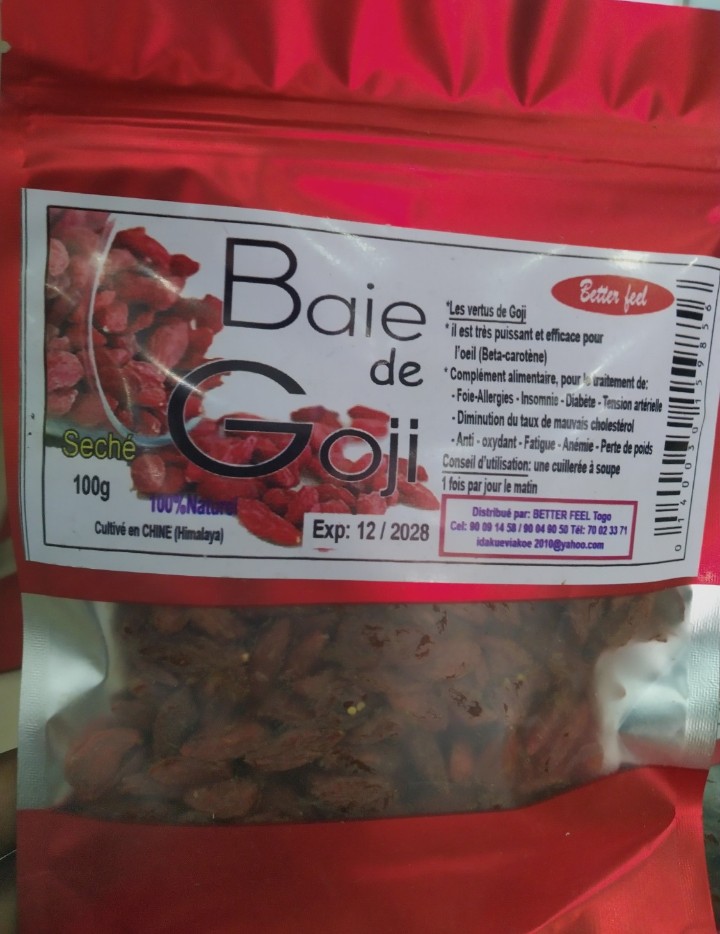 Baie
de
Goji
Seché
100g
100% Naturel
Cultivé en CHINE (Himalaya)
Exp: 12 / 2028
Better feel
*Les vertus de Goji
* il est très puissant et efficace pour
l'oeil (Beta-carotène)
* Complément alimentaire, pour le traitement de:
- Foie-Allergies - Insomnie - Diabète - Tension artérielle
- Diminution du taux de mauvais cholestérol
- Anti - oxydant - Fatigue - Anémie - Perte de poids
Conseil d'utilisation: une cuillerée à soupe
1 fois par jour le matin
Distribué par: BETTER FEEL Togo
Cel: 90 09 14 58 / 90 04 90 50 Tél: 70 02 33 71
idakueviakoe 2010@yahoo.com